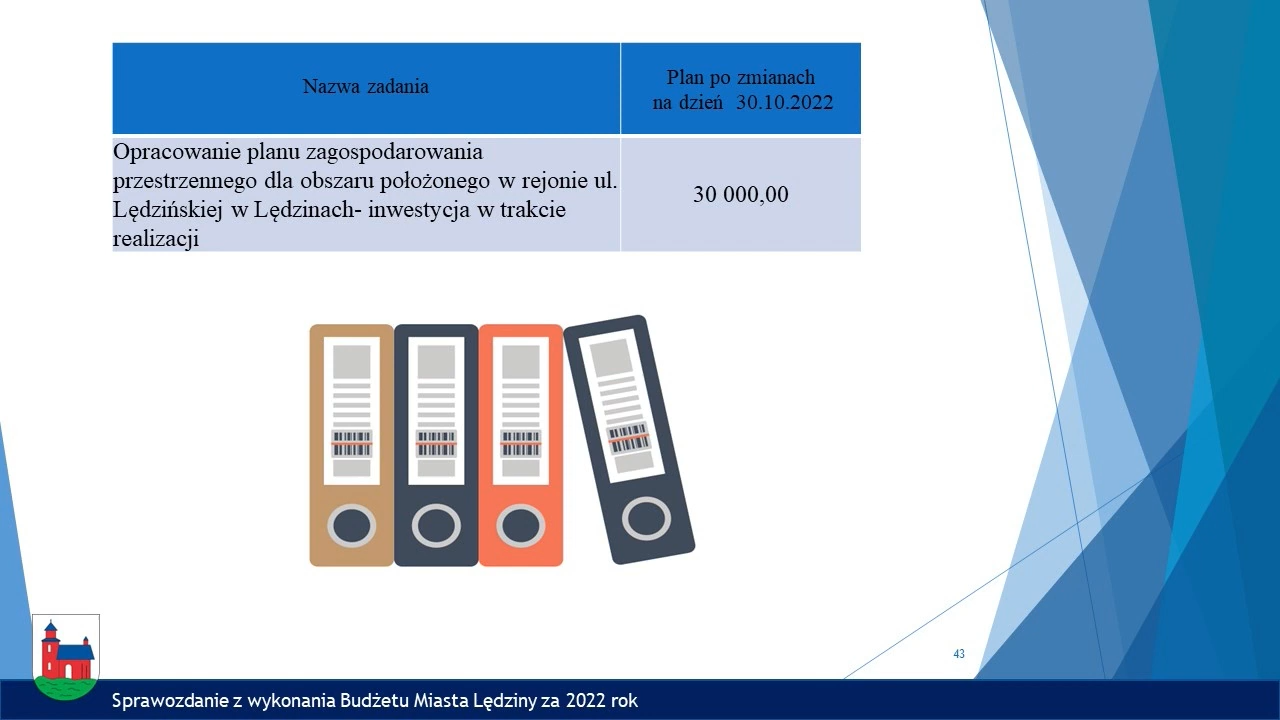 Nazwa zadania
Plan po zmianach
na dzień 30.10.2022
Opracowanie planu zagospodarowania
przestrzennego dla obszaru położonego w rejonie ul.
Lędzińskiej w Lędzinach- inwestycja w trakcie
realizacji
30 000,00
43
Sprawozdanie z wykonania Budżetu Miasta Lędziny za 2022 rok